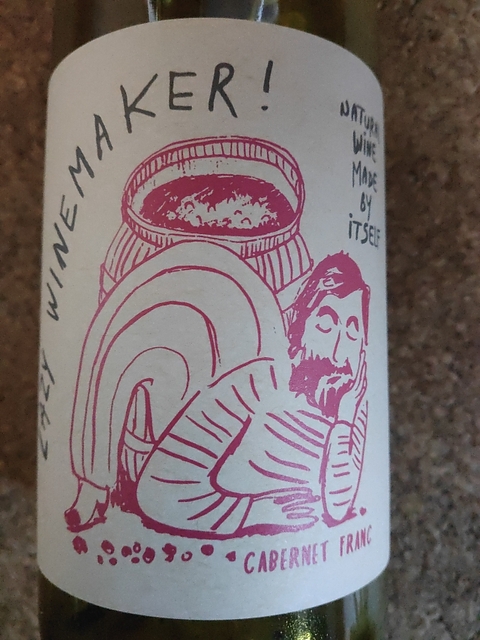 LAZY WINEMAKER!
NATURAL
WINE
MADE
BY
iTSELF
CABERNET FRANC